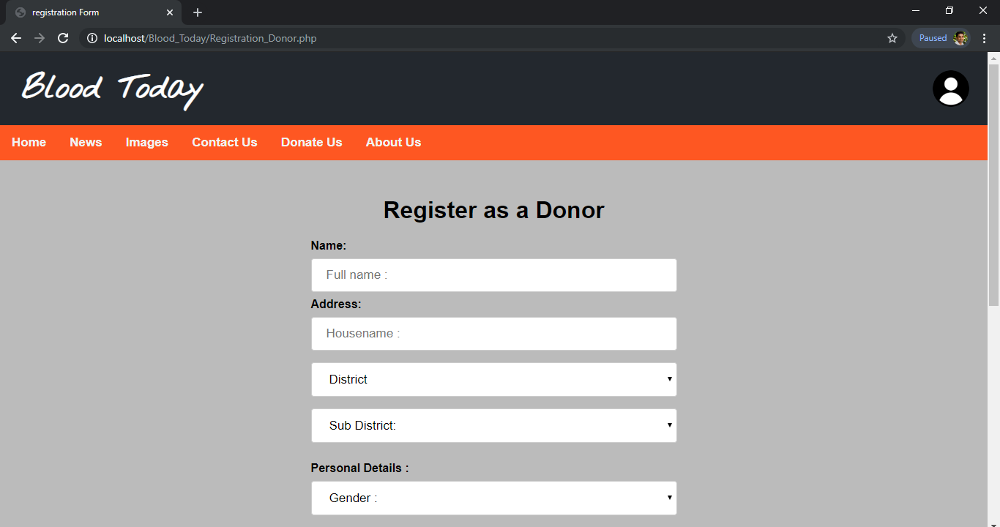 registration Form
localhost/Blood_Today/Registration_Donor.php
Paused
Blood Today
Home News Images Contact Us Donate Us About Us
Register as a Donor
Name:
Full name :
Address:
Housename :
District
Sub District:
Personal Details :
Gender :